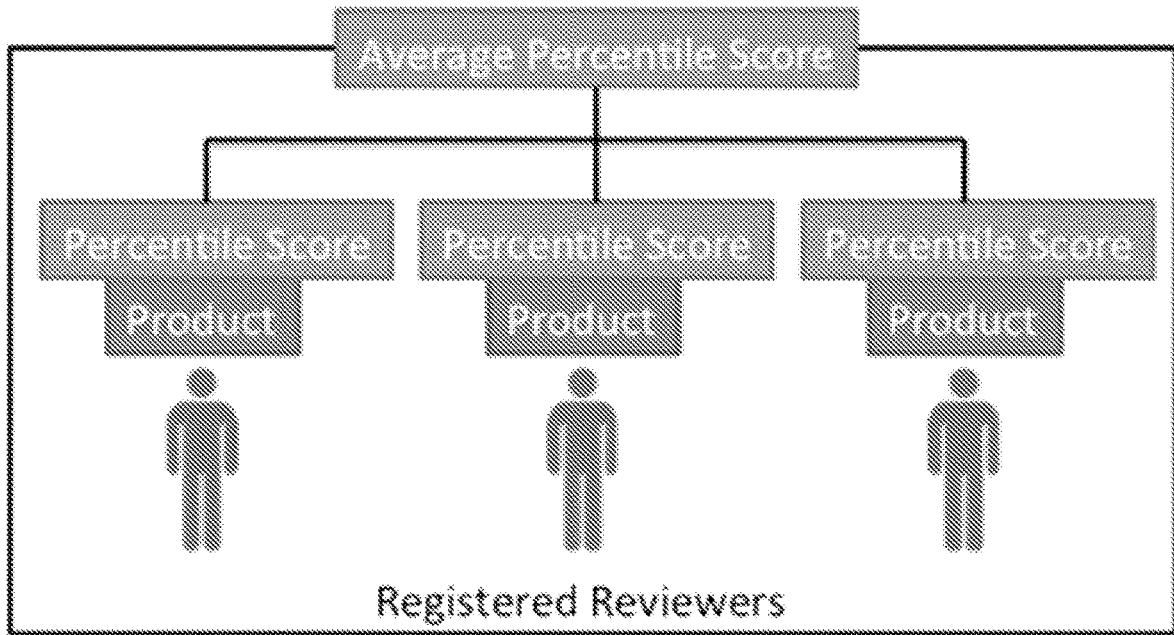 Average Percentile Score
Percentile Score Percentile Score Percentile Score
Product Product Product
Registered Reviewers